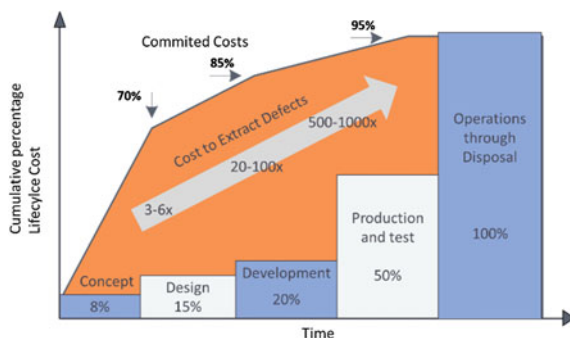 95%
Commited Costs
85%
70%
Cost to Extract Defects
500-1000x
20-100x
3-6x
Cumulative percentage
Lifecylce Cost
Concept
8%
Design
15%
Development
20%
Production
and test
50%
Operations
through
Disposal
100%
Time